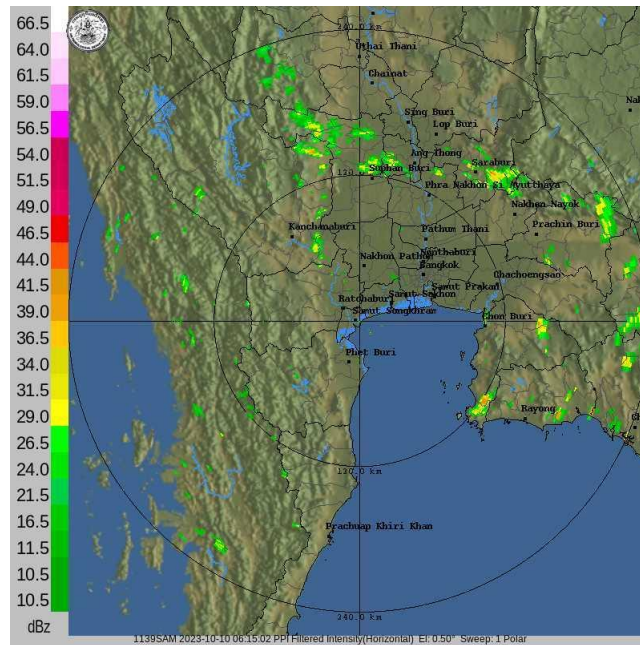 66.5
64.0
61.5
59.0
56.5
54.0
51.5
49.0
46.5
44.0
41.5
39.0
36.5
34.0
31.5
29.0
26.5
24.0
21.5
16.5
11.5
10.5
10.5
dBz
240.0 km
Uthai Thani
Chainat
Sing Buri
Lop Buri
Ang Thong
Saraburi
120.0
Suphan Buri
Phra Nakhon Si Ayutthaya
Nakhon Nayok
Kanchanaburi
Pathum Thani
Prachin Buri
Nonthaburi
Nakhon Pathom
Bangkok
Chachoengsao
Samut Prakan
Ratchaburi
Samut Sakhon
Samut Songkhram
Chon Buri
Phet Buri
Rayong
120.0 km
Prachuap Khiri Khan
240.0 km
1139SAM 2023-10-10 06:15:02 PPI Filtered Intensity(Horizontal) El: 0.50° Sweep: 1 Polar